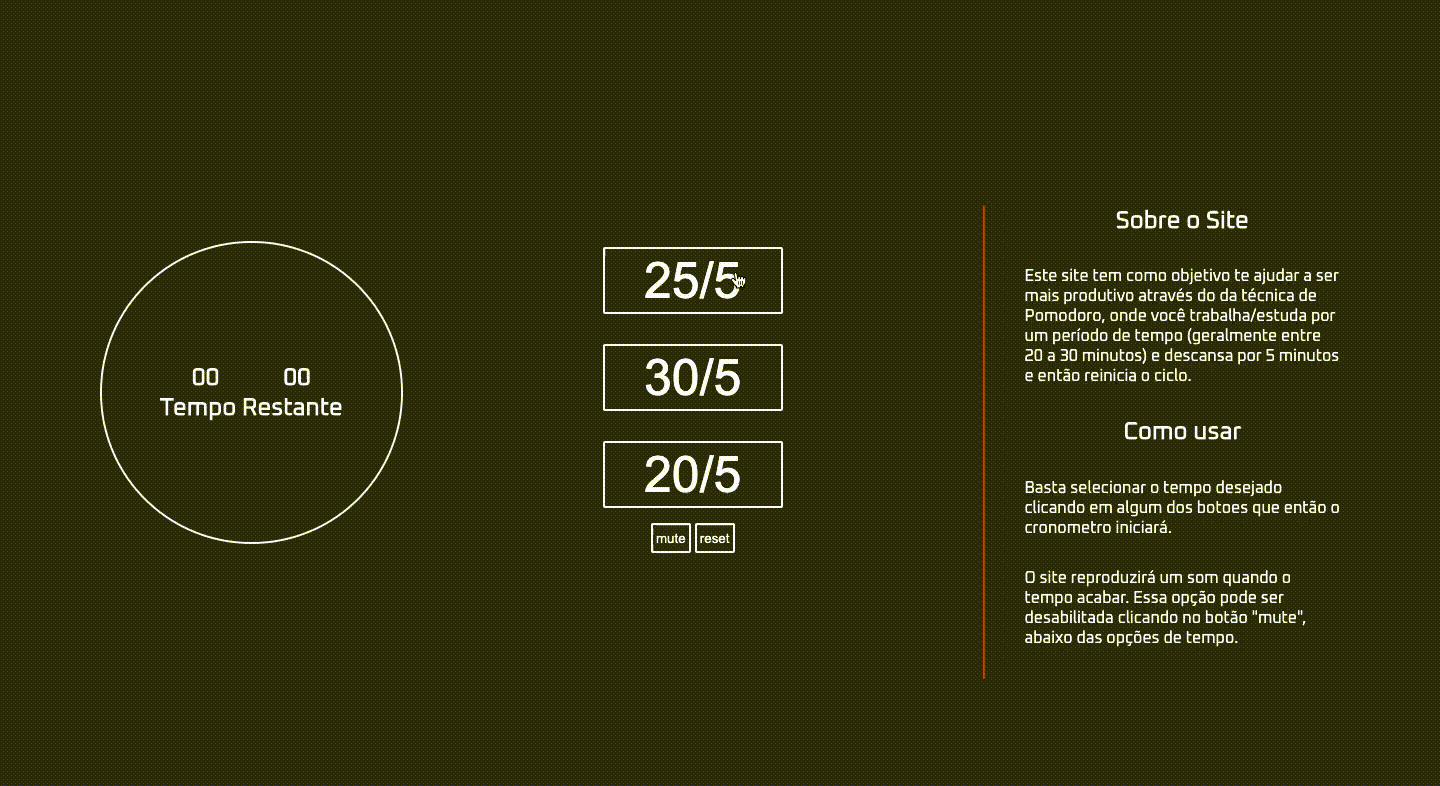 00 00
Tempo Restante
25/5
30/5
20/5
mute reset
Sobre o Site
Este site tem como objetivo te ajudar a ser
mais produtivo através do da técnica de
Pomodoro, onde você trabalha/estuda por
um período de tempo (geralmente entre
20 a 30 minutos) e descansa por 5 minutos
e então reinicia o ciclo.
Como usar
Basta selecionar o tempo desejado
clicando em algum dos botoes que então o
cronometro iniciará.
O site reproduzirá um som quando o
tempo acabar. Essa opção pode ser
desabilitada clicando no botão "mute",
abaixo das opções de tempo.